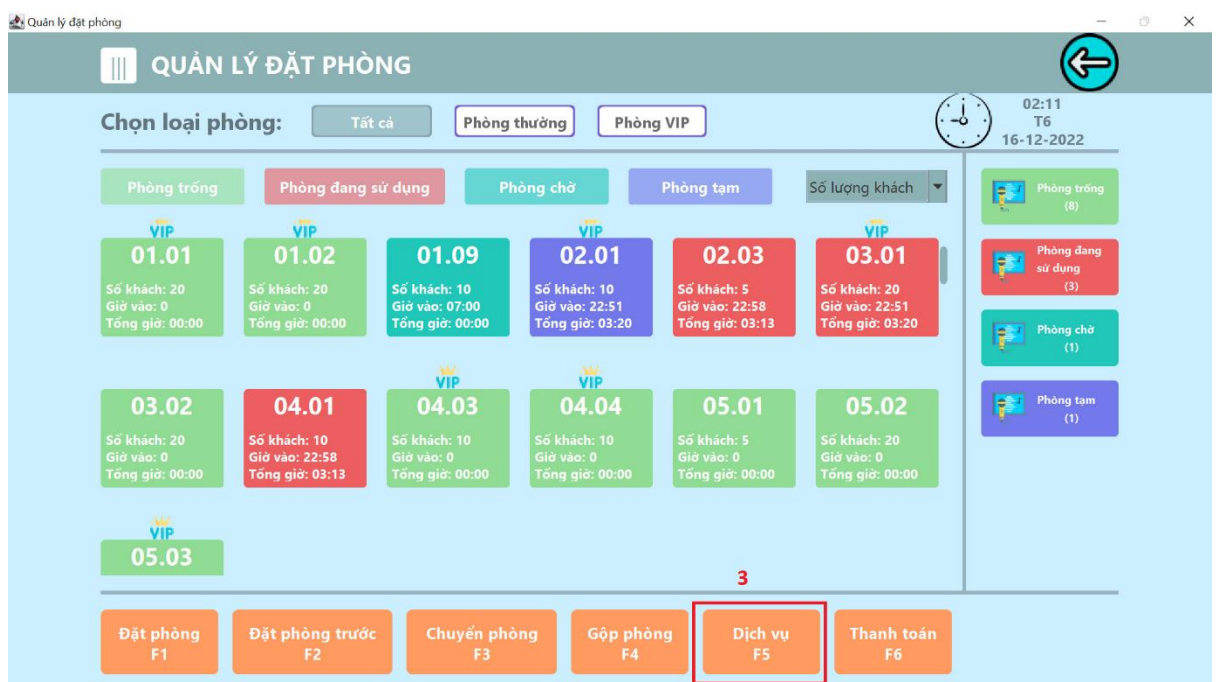 Quản lý đặt phòng
QUẢN LÝ ĐẶT PHÒNG
Chọn loại phòng:
Tất cả
Phòng thường
Phòng VIP
02:11
T6
16-12-2022
Phòng trống
Phòng đang sử dụng
Phòng chờ
Phòng tạm
Số lượng khách
VIP
01.01
Số khách: 20
Giờ vào: 0
Tổng giờ: 00:00
VIP
01.02
Số khách: 20
Giờ vào: 0
Tổng giờ: 00:00
01.09
Số khách: 10
Giờ vào: 07:00
Tổng giờ: 00:00
VIP
02.01
Số khách: 10
Giờ vào: 22:51
Tổng giờ: 03:20
02.03
Số khách: 5
Giờ vào: 22:58
Tổng giờ: 03:13
VIP
03.01
Số khách: 20
Giờ vào: 22:51
Tổng giờ: 03:20
03.02
Số khách: 20
Giờ vào: 0
Tổng giờ: 00:00
04.01
Số khách: 10
Giờ vào: 22:58
Tổng giờ: 03:13
VIP
04.03
Số khách: 10
Giờ vào: 0
Tổng giờ: 00:00
VIP
04.04
Số khách: 10
Giờ vào: 0
Tổng giờ: 00:00
05.01
Số khách: 5
Giờ vào: 0
Tổng giờ: 00:00
05.02
Số khách: 20
Giờ vào: 0
Tổng giờ: 00:00
VIP
05.03
Phòng trống
(8)
Phòng đang
sử dụng
(3)
Phòng chờ
(1)
Phòng tạm
(1)
3
Đặt phòng
F1
Đặt phòng trước
F2
Chuyển phòng
F3
Gộp phòng
F4
Dịch vụ
F5
Thanh toán
F6